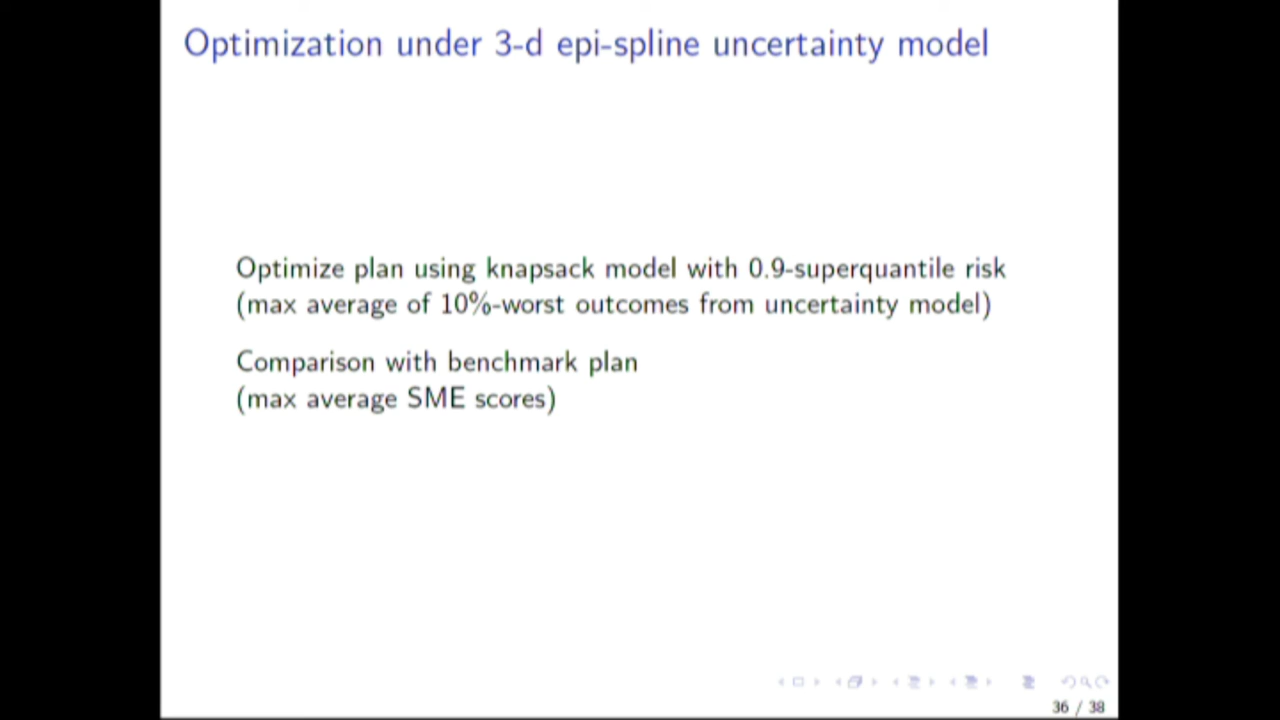 Optimization under 3-d epi-spline uncertainty model
Optimize plan using knapsack model with 0.9-superquantile risk
(max average of 10%-worst outcomes from uncertainty model)
Comparison with benchmark plan
(max average SME scores)
36 / 38